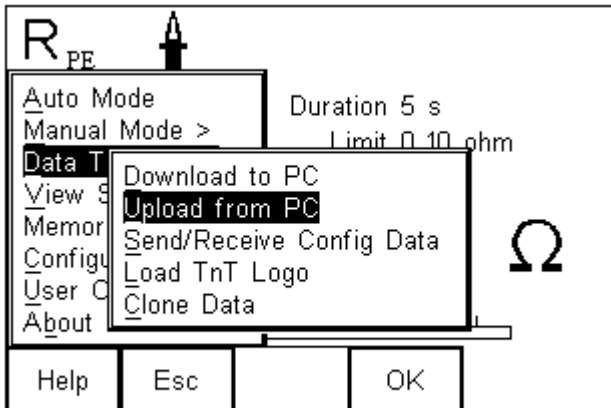 R PE
Auto Mode
Manual Mode >
Data T
View S
Memor
Configu
User C
About
Duration 5 s
Limit 0.10 ohm
Download to PC
Upload from PC
Send/Receive Config Data
Load TnT Logo
Clone Data
Ω
Help Esc OK